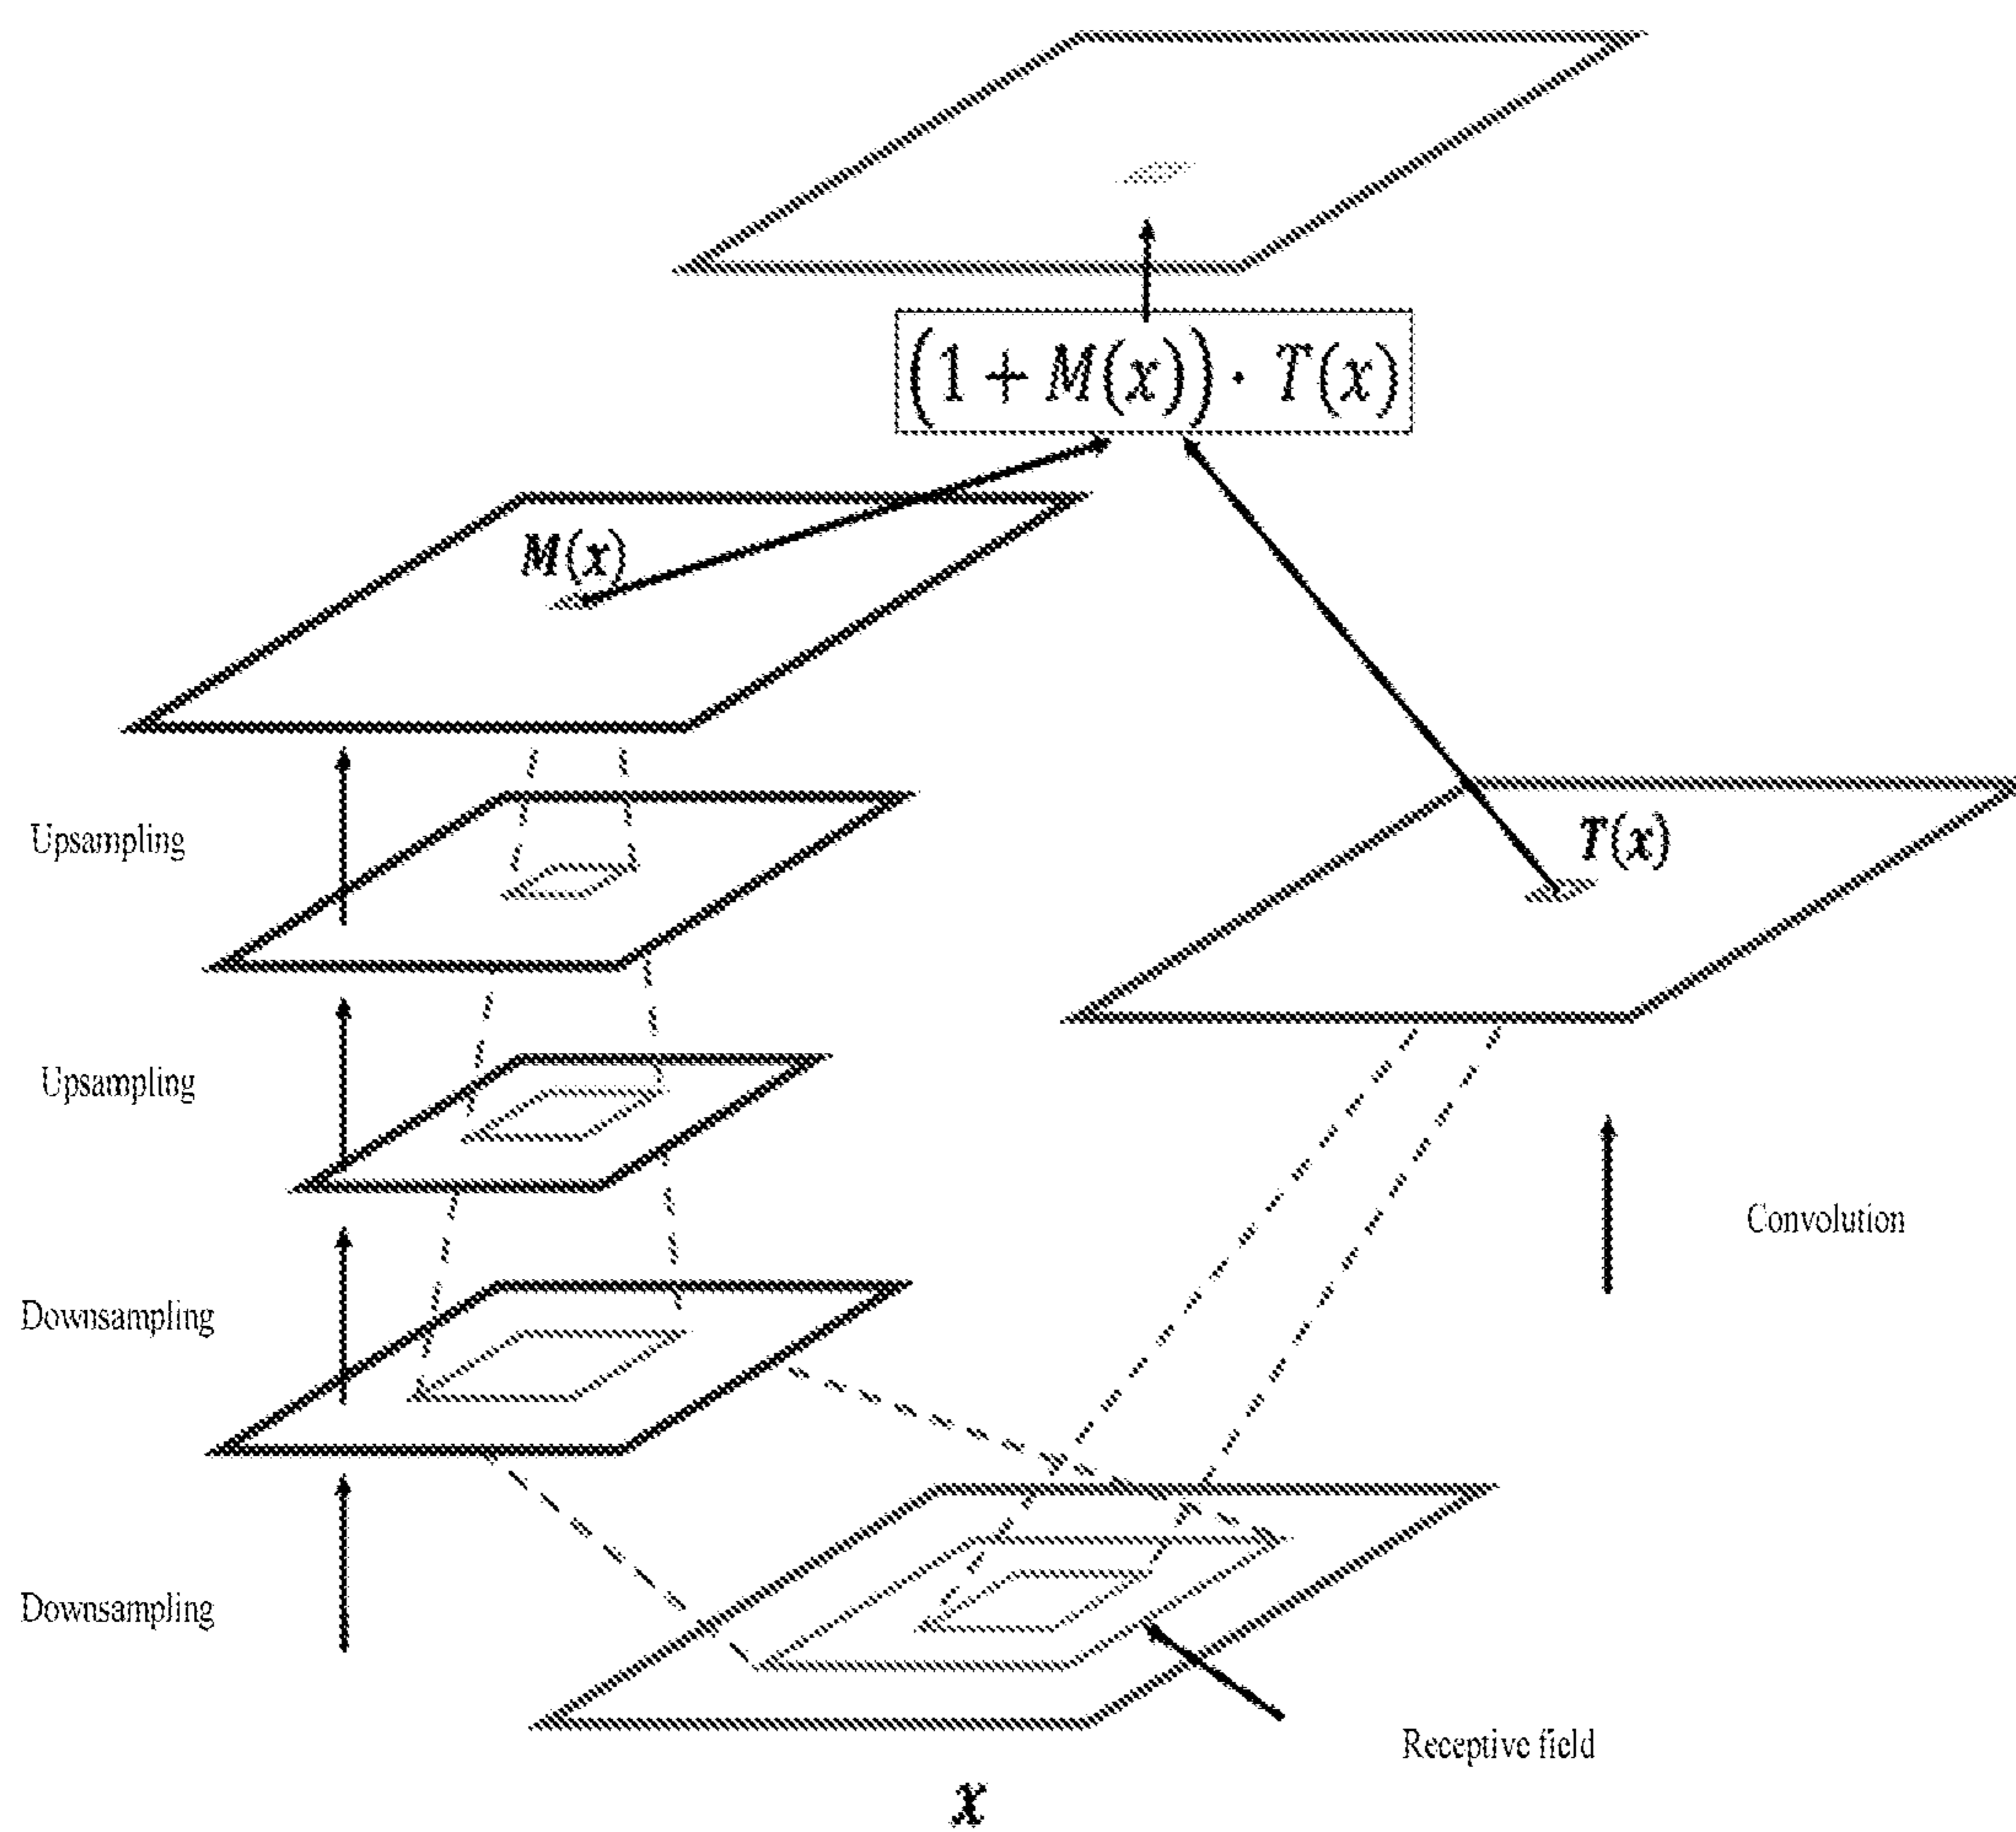 (1 + M(x)) · T(x)
M(x)
T(x)
Upsampling
Upsampling
Convolution
Downsampling
Downsampling
Receptive field
x